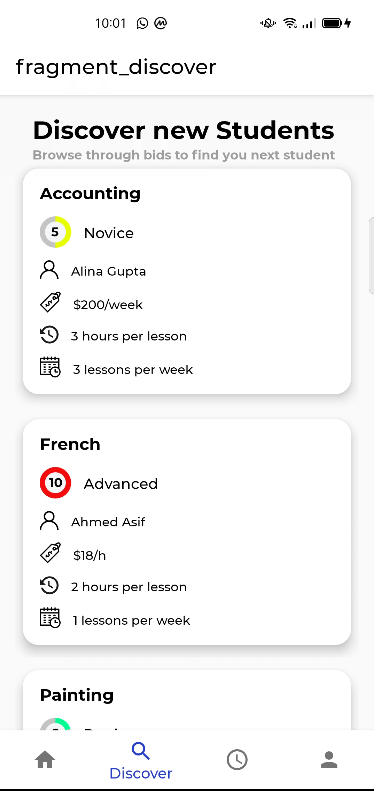 10:01
fragment_discover
Discover new Students
Browse through bids to find you next student
Accounting
5 Novice
Alina Gupta
$200/week
3 hours per lesson
3 lessons per week
French
10 Advanced
Ahmed Asif
$18/h
2 hours per lesson
1 lessons per week
Painting
Discover